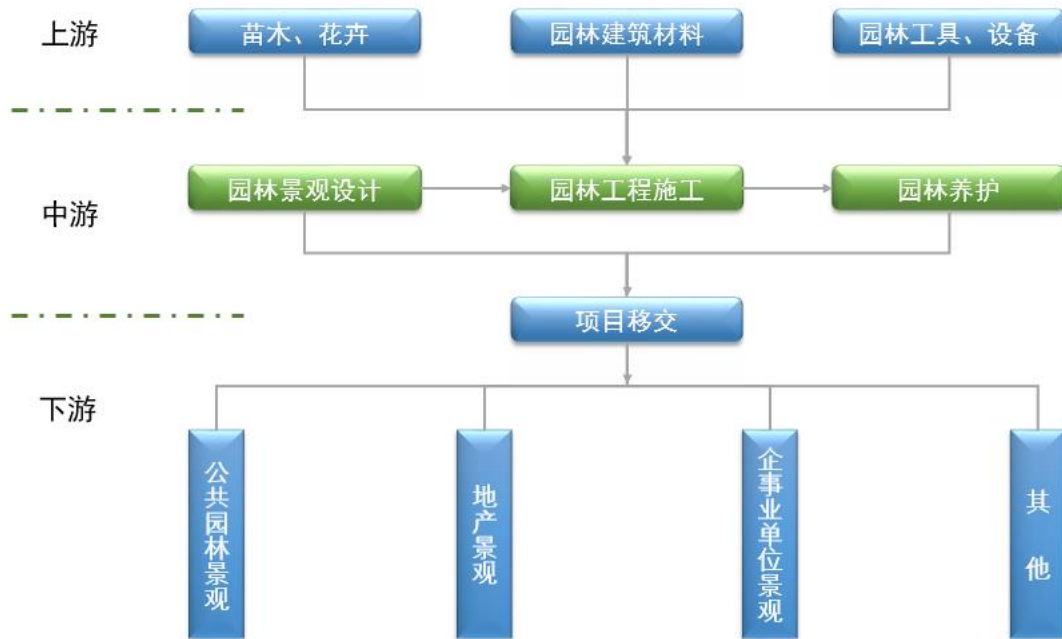 上游
苗木、花卉
园林建筑材料
园林工具、设备
中游
园林景观设计
园林工程施工
园林养护
项目移交
下游
公共园林景观
地产景观
企事业单位景观
其他